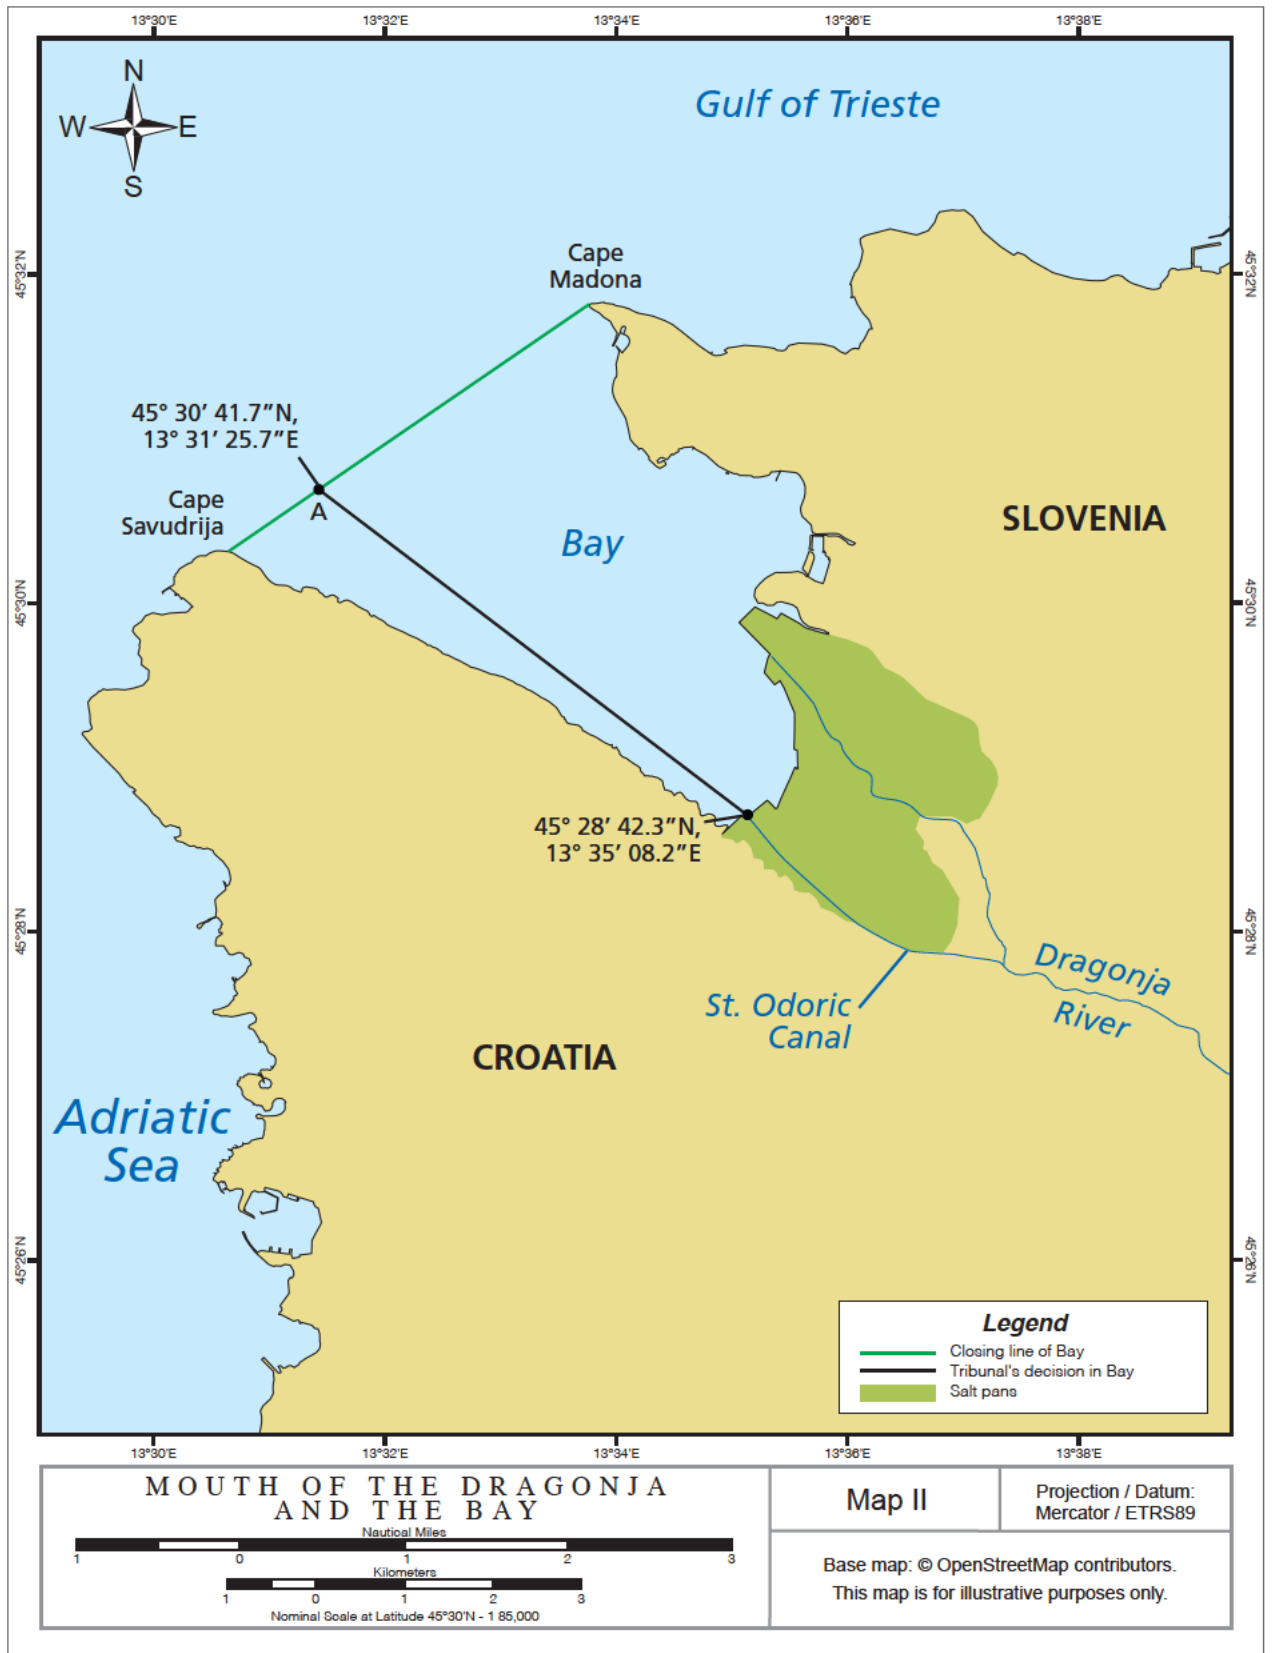 13°30'E
13°32'E
13°34'E
13°36'E
13°38'E
N
W
E
S
Gulf of Trieste
45°32'N
45°32'N
Cape
Madona
45° 30′ 41.7″N,
13° 31′ 25.7″E
Cape
Savudrija
A
Bay
SLOVENIA
45°30'N
45°30'N
45° 28′ 42.3″N,
13° 35′ 08.2″E
45°28'N
45°28'N
Dragonja
River
St. Odoric
Canal
CROATIA
Adriatic
Sea
45°26'N
45°26'N
Legend
Closing line of Bay
Tribunal's decision in Bay
Salt pans
13°30'E
13°32'E
13°34'E
13°36'E
13°38'E
MOUTH OF THE DRAGONJA
AND THE BAY
Nautical Miles
1 0 1 2 3
Kilometers
1 0 1 2 3
Nominal Scale at Latitude 45°30'N - 1 85,000
Map II
Projection / Datum:
Mercator / ETRS89
Base map: © OpenStreetMap contributors.
This map is for illustrative purposes only.